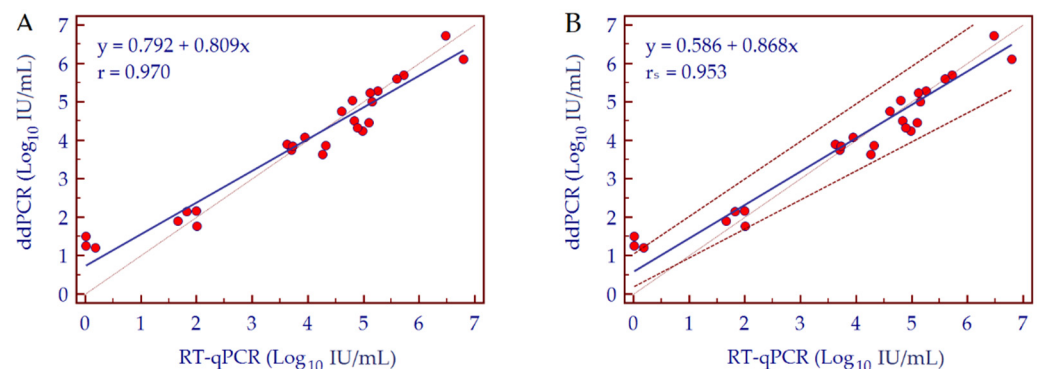 A
y = 0.792 + 0.809x
r = 0.970
ddPCR (Log10 IU/mL)
7
6
5
4
3
2
1
0
0 1 2 3 4 5 6 7
RT-qPCR (Log10 IU/mL)
B
y = 0.586 + 0.868x
rs = 0.953
ddPCR (Log10 IU/mL)
7
6
5
4
3
2
1
0
0 1 2 3 4 5 6 7
RT-qPCR (Log10 IU/mL)